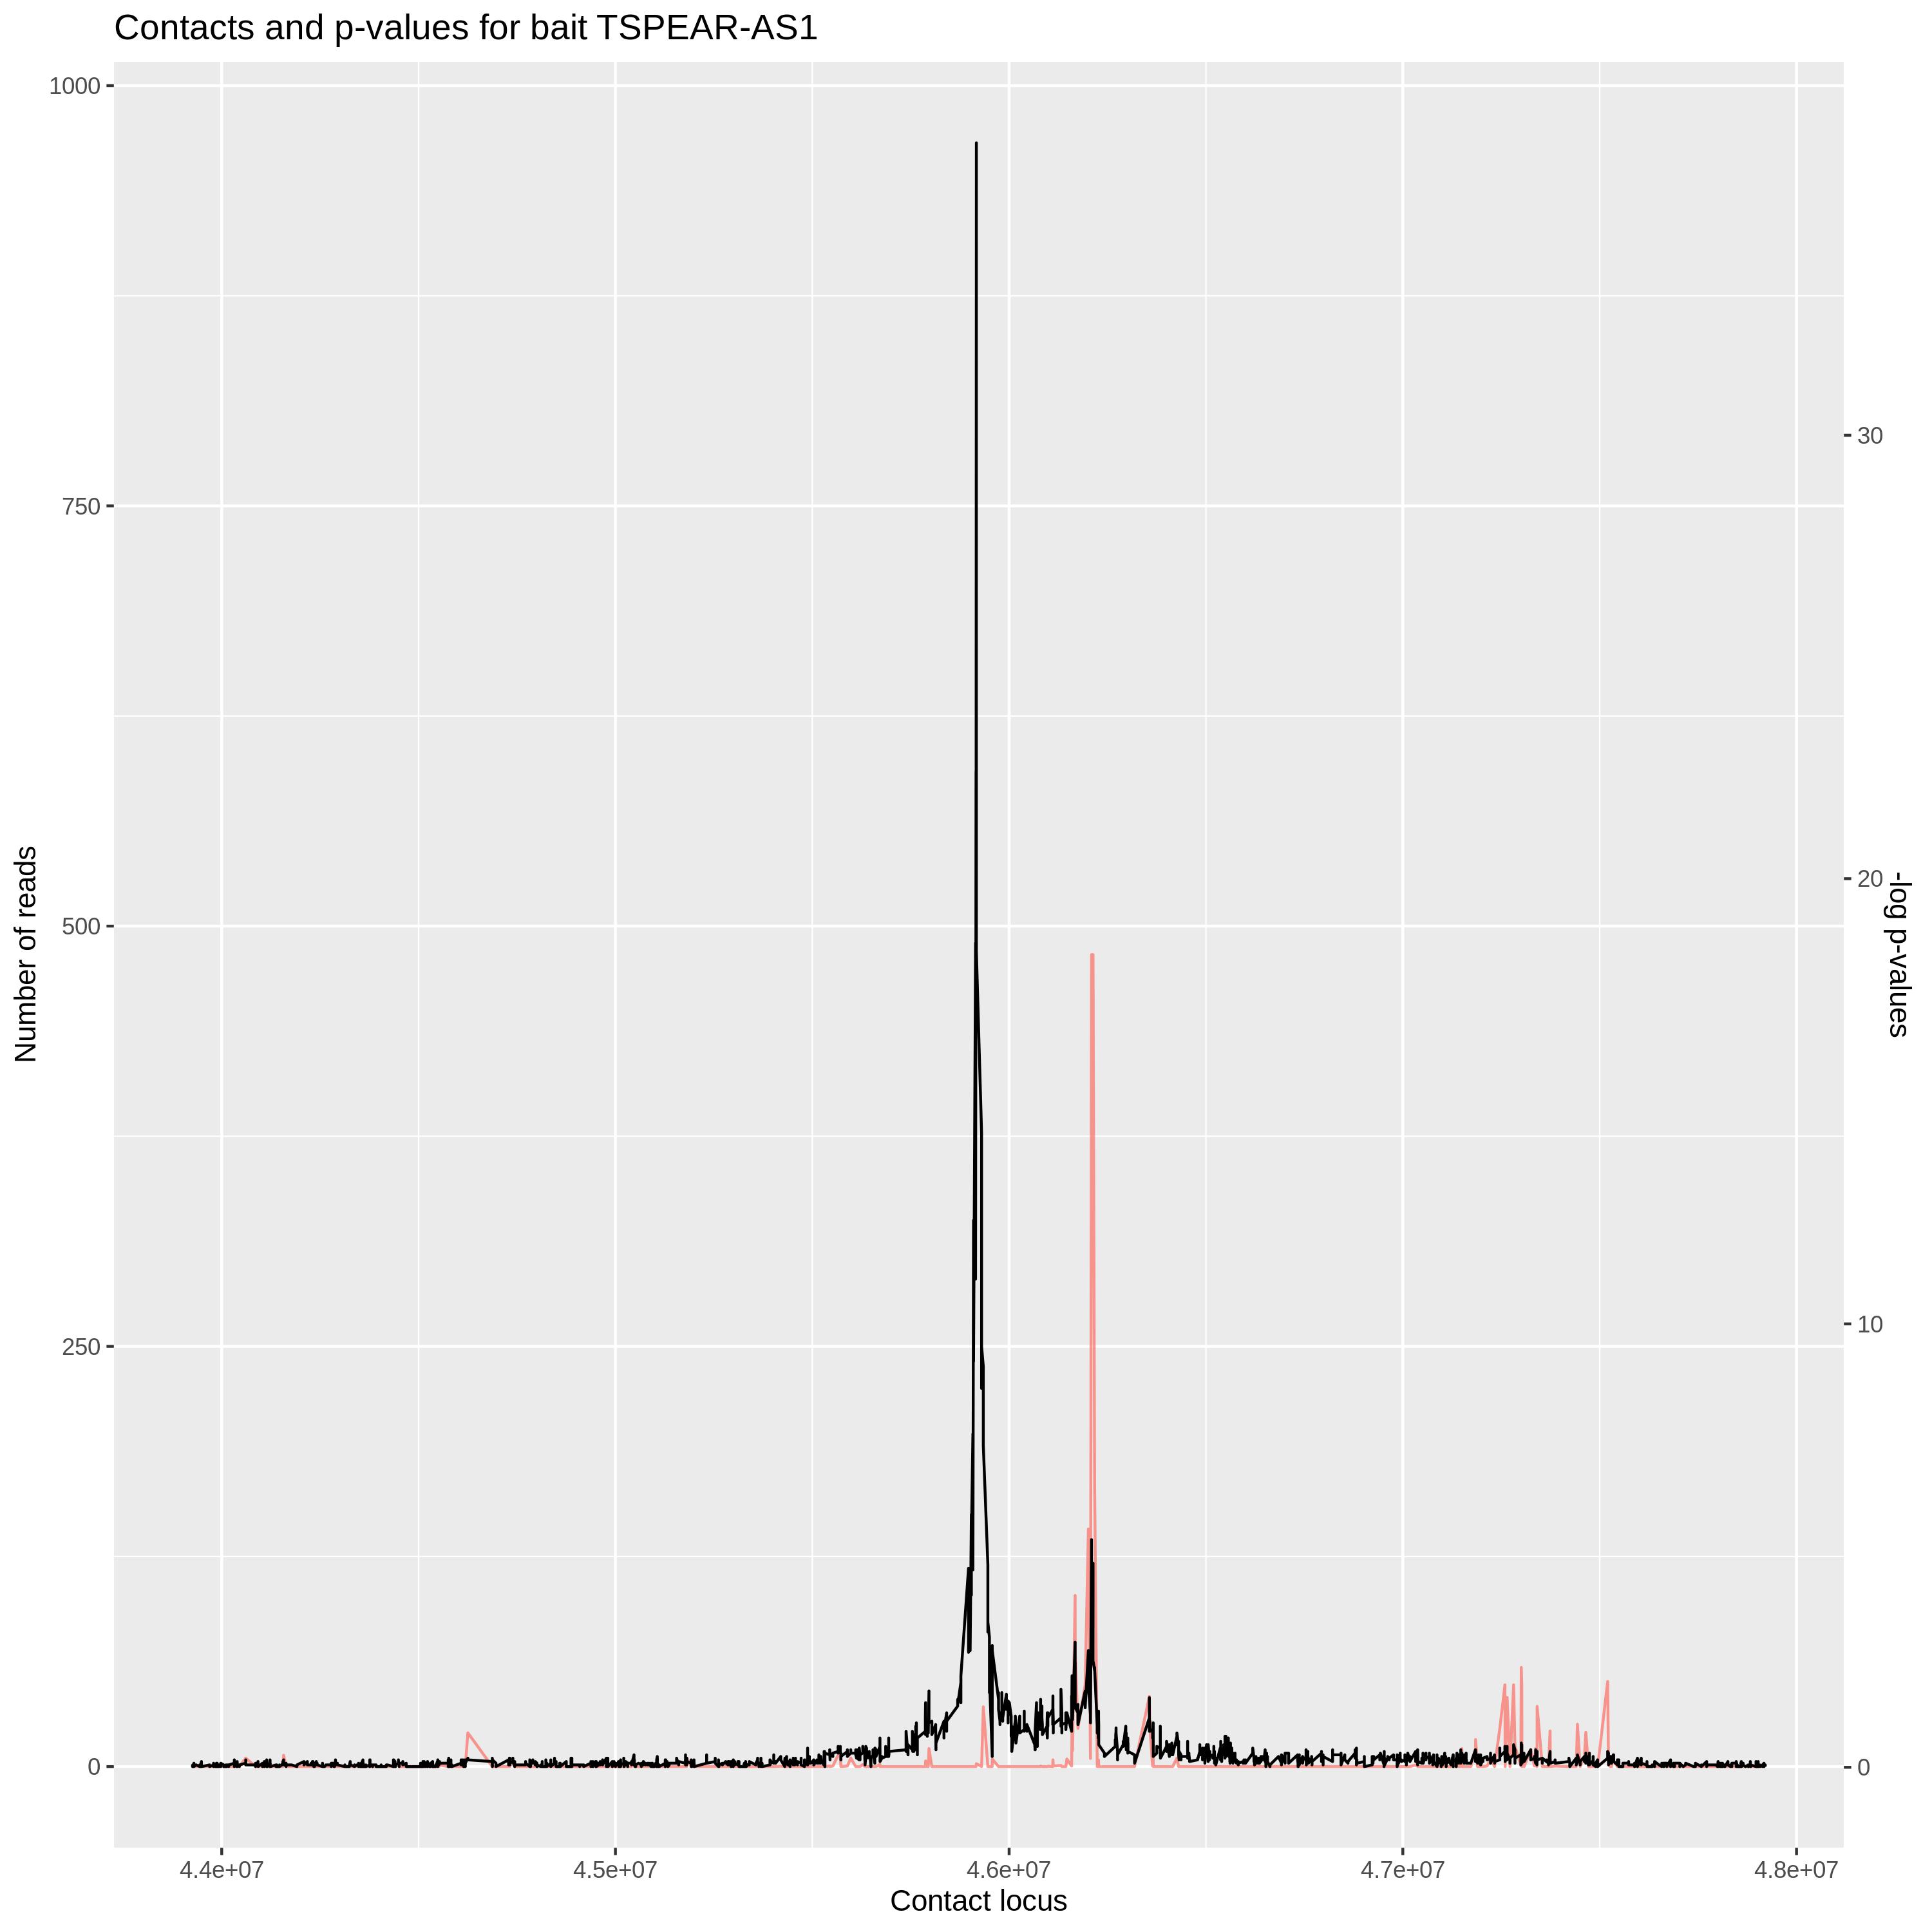 Contacts and p-values for bait TSPEAR-AS1
1000
750
500
250
0
Number of reads
30
20
10
0
-log p-values
4.4e+07
4.5e+07
4.6e+07
4.7e+07
4.8e+07
Contact locus